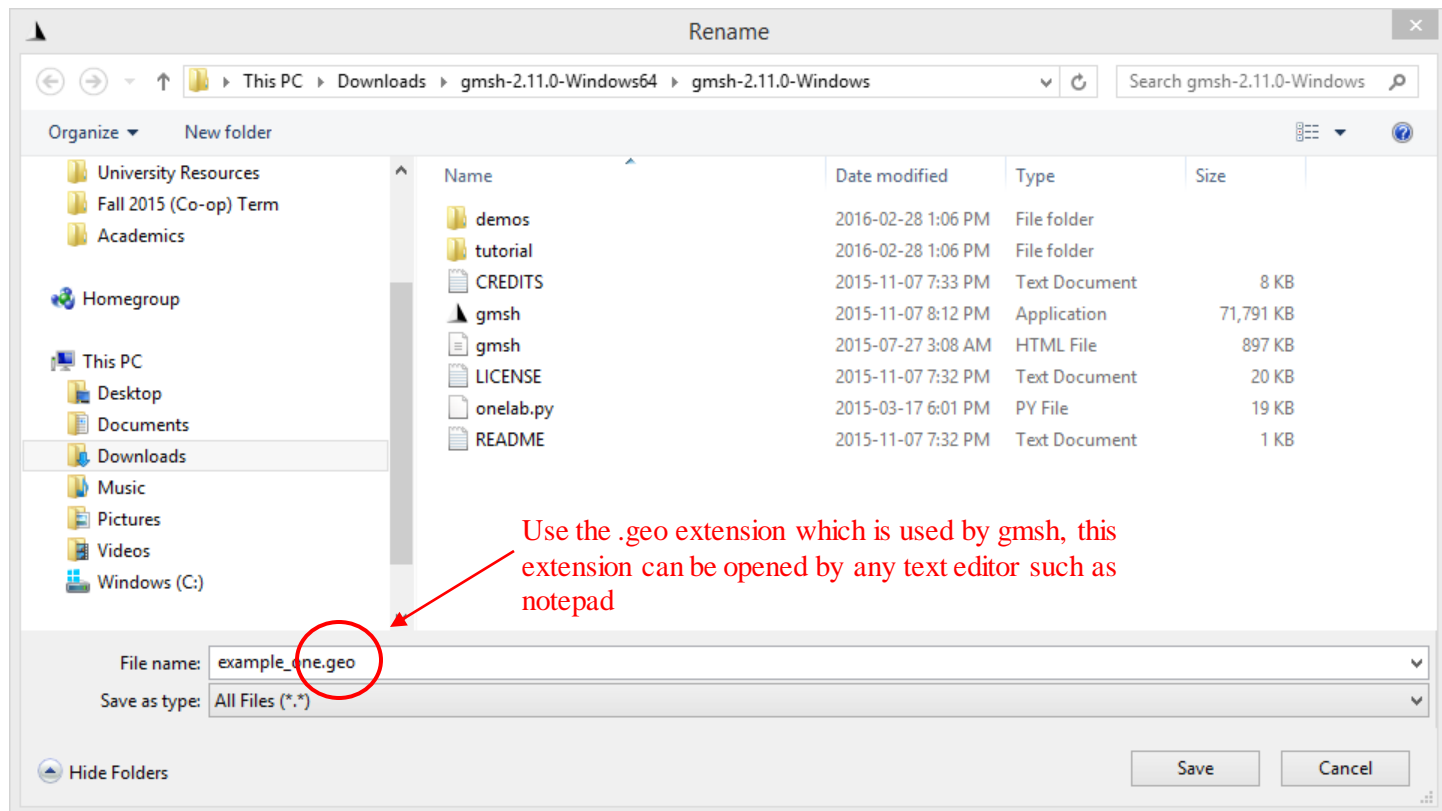 Rename
This PC Downloads gmsh-2.11.0-Windows64 gmsh-2.11.0-Windows
Search gmsh-2.11.0-Windows
Organize New folder
University Resources
Fall 2015 (Co-op) Term
Academics
Homegroup
This PC
Desktop
Documents
Downloads
Music
Pictures
Videos
Windows (C:)
Name Date modified Type Size
demos 2016-02-28 1:06 PM File folder
tutorial 2016-02-28 1:06 PM File folder
CREDITS 2015-11-07 7:33 PM Text Document 8 KB
gmsh 2015-11-07 8:12 PM Application 71,791 KB
gmsh 2015-07-27 3:08 AM HTML File 897 KB
LICENSE 2015-11-07 7:32 PM Text Document 20 KB
onelab.py 2015-03-17 6:01 PM PY File 19 KB
README 2015-11-07 7:32 PM Text Document 1 KB
Use the .geo extension which is used by gmsh, this
extension can be opened by any text editor such as
notepad
File name: example_one.geo
Save as type: All Files (*.*)
Hide Folders
Save Cancel